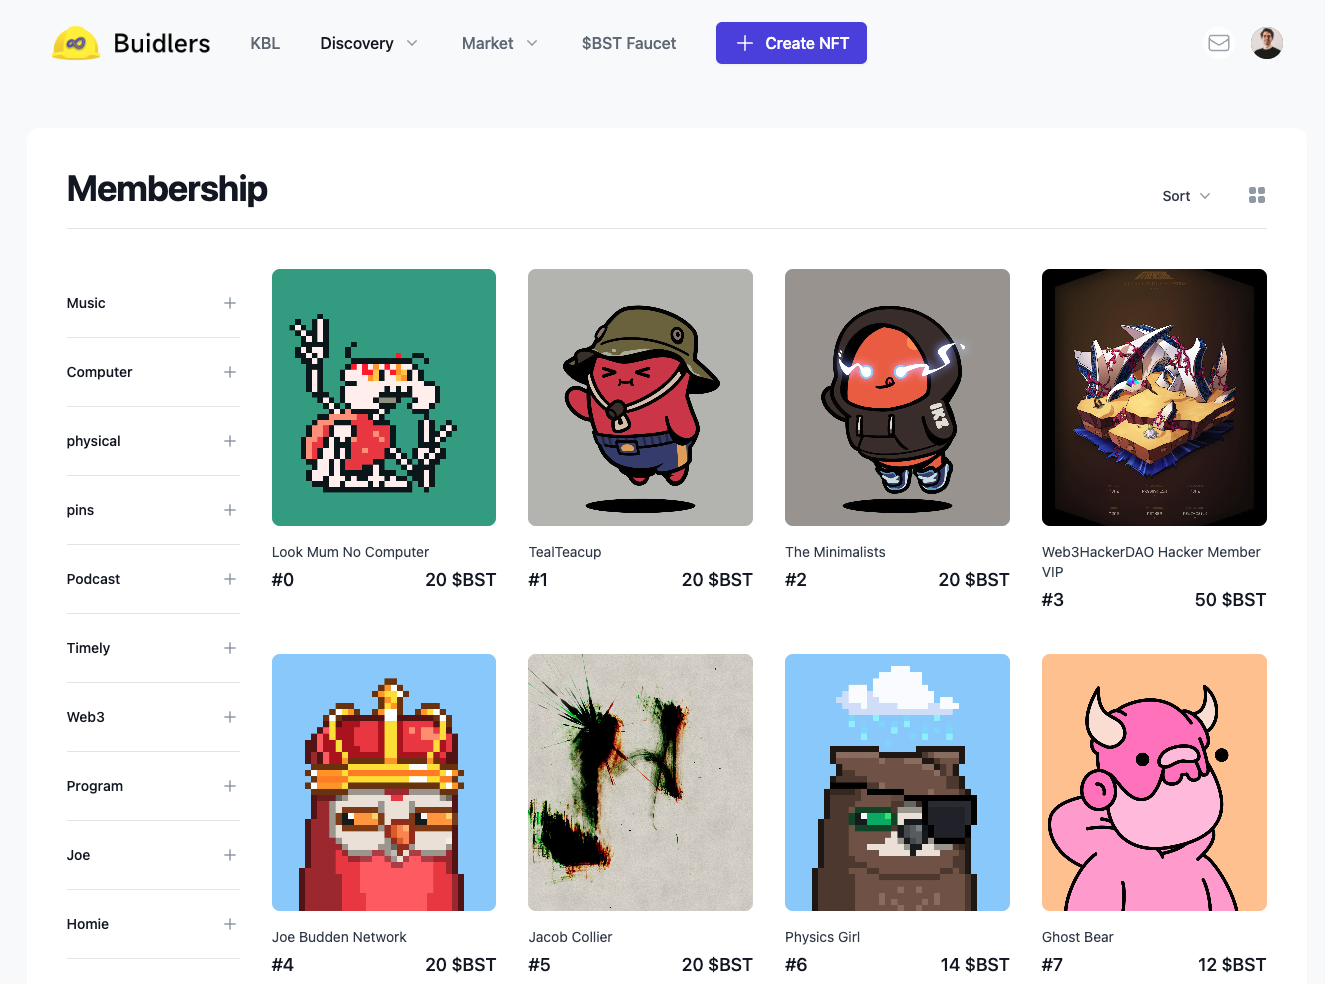 Buidlers
KBL
Discovery
Market
$BST Faucet
Create NFT
Membership
Sort
Music
Computer
physical
pins
Podcast
Timely
Web3
Program
Joe
Homie
Look Mum No Computer
#0 20 $BST
TealTeacup
#1 20 $BST
The Minimalists
#2 20 $BST
Web3HackerDAO Hacker Member
VIP
#3 50 $BST
Joe Budden Network
#4 20 $BST
Jacob Collier
#5 20 $BST
Physics Girl
#6 14 $BST
Ghost Bear
#7 12 $BST